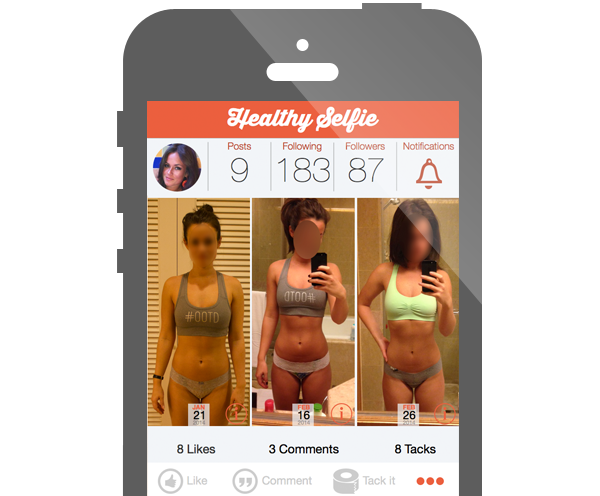 Healthy Selfie
Posts Following Followers Notifications
9 183 87
#OOTD
#OOTD
JAN 21 2014
FEB 16 2014
FEB 26 2014
8 Likes 3 Comments 8 Tacks
Like Comment Tack it